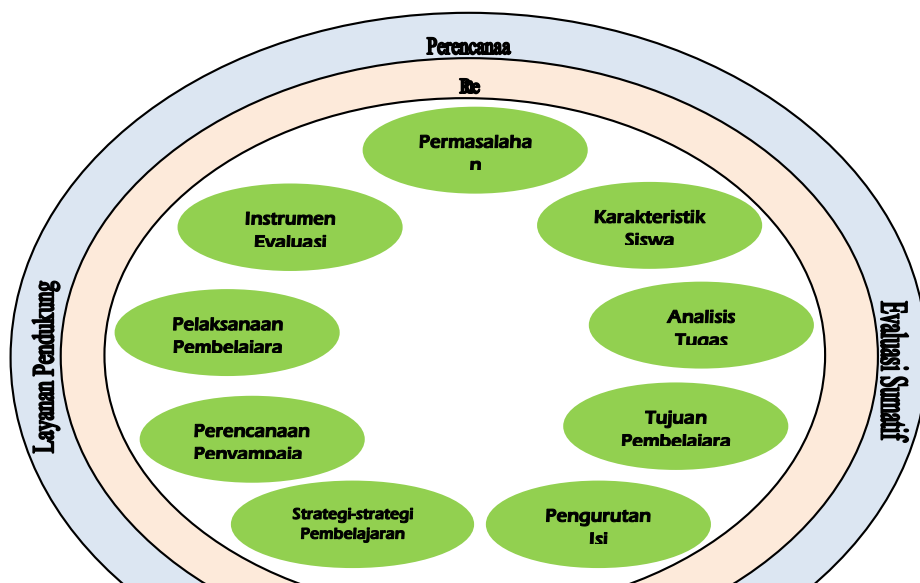 Perencanaa
Permasalaha
n
Instrumen
Evaluasi
Karakteristik
Siswa
Layanan Pendukung
Pelaksanaan
Pembelajara
Analisis
Tugas
Evaluasi Sumatif
Perencanaan
Penyampaia
Tujuan
Pembelajara
Strategi-strategi
Pembelajaran
Pengurutan
Isi